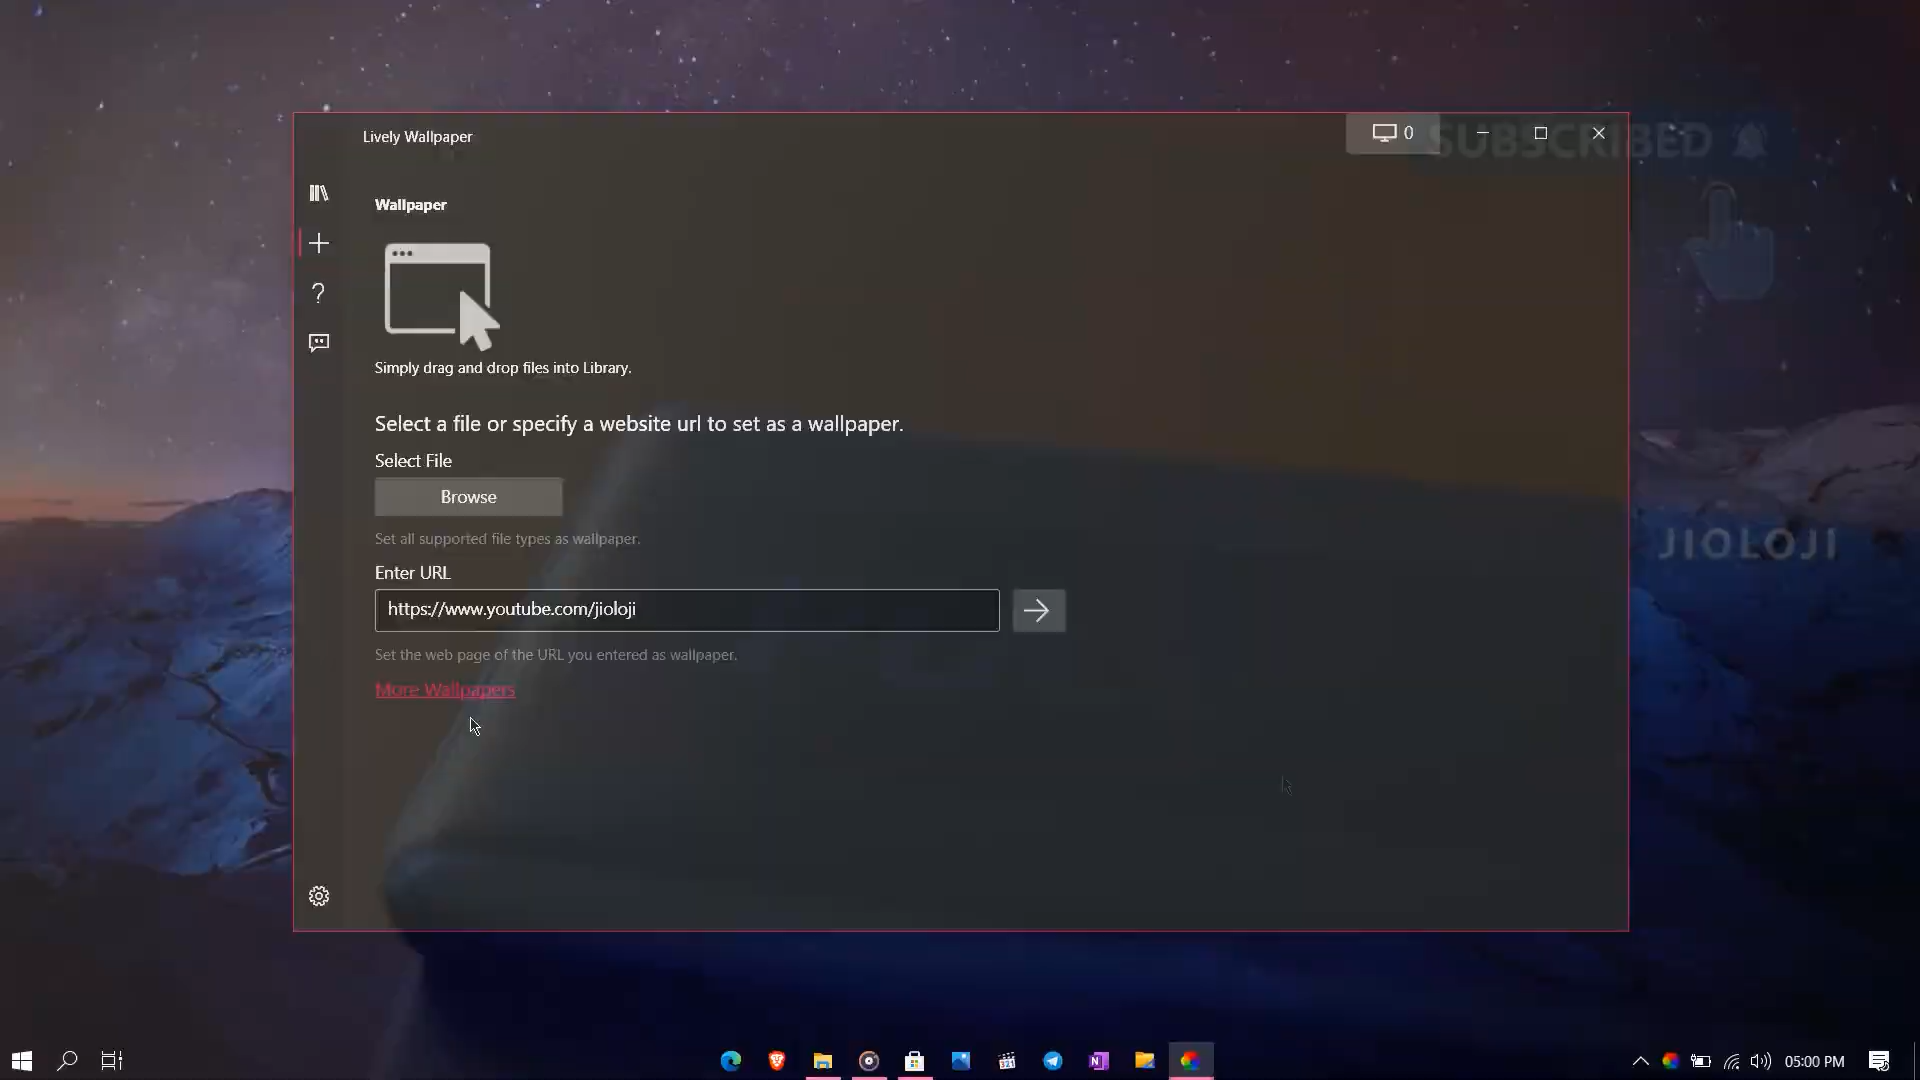 Lively Wallpaper
0
SUBSCRIBED
Wallpaper
Simply drag and drop files into Library.
Select a file or specify a website url to set as a wallpaper.
Select File
Browse
Set all supported file types as wallpaper.
JIOLOJI
Enter URL
https://www.youtube.com/jioloji
Set the web page of the URL you entered as wallpaper.
More Wallpapers
05:00 PM